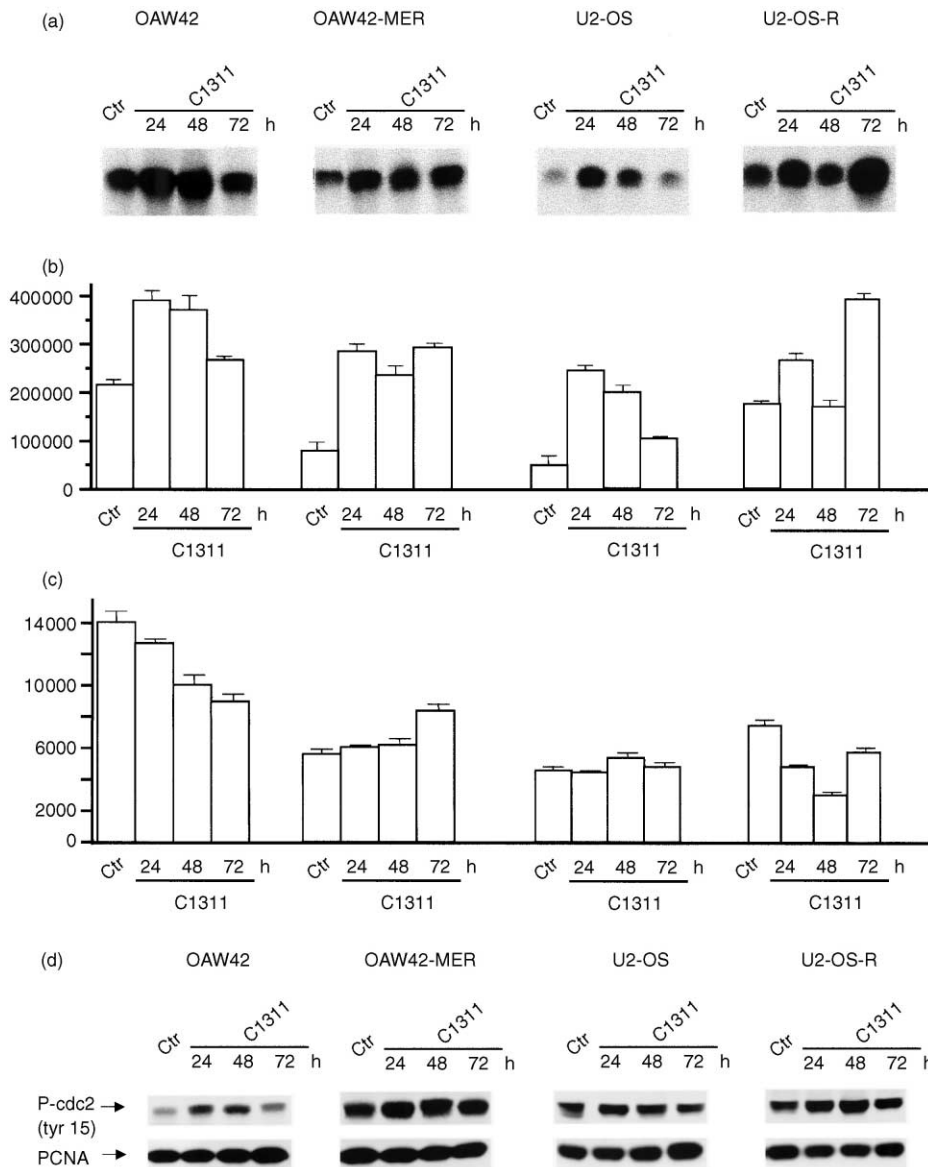 (a) OAW42 OAW42-MER U2-OS U2-OS-R
Ctr C1311 Ctr C1311 Ctr C1311 Ctr C1311
24 48 72 h 24 48 72 h 24 48 72 h 24 48 72 h
(b)
400000
300000
200000
100000
0
Ctr 24 48 72 h Ctr 24 48 72 h Ctr 24 48 72 h Ctr 24 48 72 h
C1311 C1311 C1311 C1311
(c)
14000
10000
6000
2000
0
Ctr 24 48 72 h Ctr 24 48 72 h Ctr 24 48 72 h Ctr 24 48 72 h
C1311 C1311 C1311 C1311
(d) OAW42 OAW42-MER U2-OS U2-OS-R
Ctr C1311 Ctr C1311 Ctr C1311 Ctr C1311
24 48 72 h 24 48 72 h 24 48 72 h 24 48 72 h
P-cdc2
(tyr 15)
PCNA